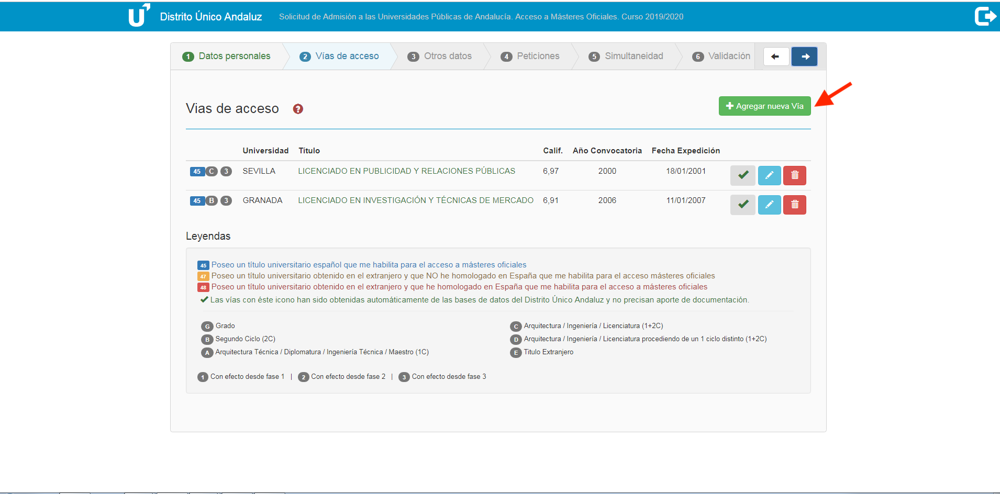 Distrito Único Andaluz Solicitud de Admisión a las Universidades Públicas de Andalucía. Acceso a Másteres Oficiales. Curso 2019/2020
1 Datos personales 2 Vías de acceso 3 Otros datos 4 Peticiones 5 Simultaneidad 6 Validación
Vias de acceso ?
Agregar nueva Vía
Universidad Título Calif. Año Convocatoria Fecha Expedición
45 C 3 SEVILLA LICENCIADO EN PUBLICIDAD Y RELACIONES PÚBLICAS 6,97 2000 18/01/2001
45 B 3 GRANADA LICENCIADO EN INVESTIGACIÓN Y TÉCNICAS DE MERCADO 6,91 2006 11/01/2007
Leyendas
45 Poseo un título universitario español que me habilita para el acceso a másteres oficiales
47 Poseo un título universitario obtenido en el extranjero y que NO he homologado en España que me habilita para el acceso másteres oficiales
48 Poseo un título universitario obtenido en el extranjero y que he homologado en España que me habilita para el acceso a másteres oficiales
Las vías con éste icono han sido obtenidas automáticamente de las bases de datos del Distrito Único Andaluz y no precisan aporte de documentación.
G Grado
B Segundo Ciclo (2C)
A Arquitectura Técnica / Diplomatura / Ingeniería Técnica / Maestro (1C)
C Arquitectura / Ingeniería / Licenciatura (1+2C)
D Arquitectura / Ingeniería / Licenciatura procediendo de un 1 ciclo distinto (1+2C)
E Titulo Extranjero
1 Con efecto desde fase 1 | 2 Con efecto desde fase 2 | 3 Con efecto desde fase 3